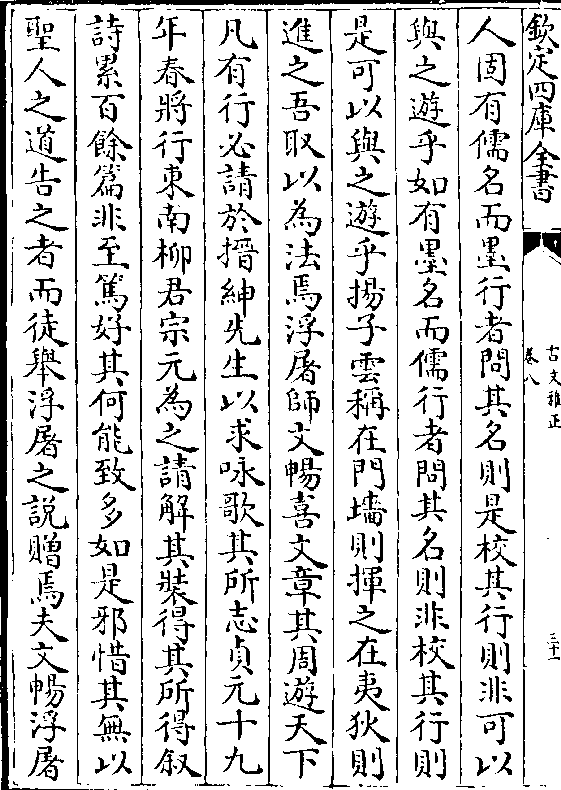 欽定四庫全書
古文雅正
卷八
三十一
人固有儒名而墨行者問其名則是校其行則非可以
與之遊乎如有墨名而儒行者問其名則非校其行則
是可以與之遊乎揚子雲稱在門墻則揮之在夷狄則
進之吾取以為法焉浮屠師文暢喜文章其周遊天下
凡有行必請於搢紳先生以求咏歌其所志貞元十九
年春將行東南柳君宗元為之請解其裝得其所得叙
詩累百餘篇非至篤好其何能致多如是邪惜其無以
聖人之道告之者而徒舉浮屠之說贈焉夫文暢浮屠